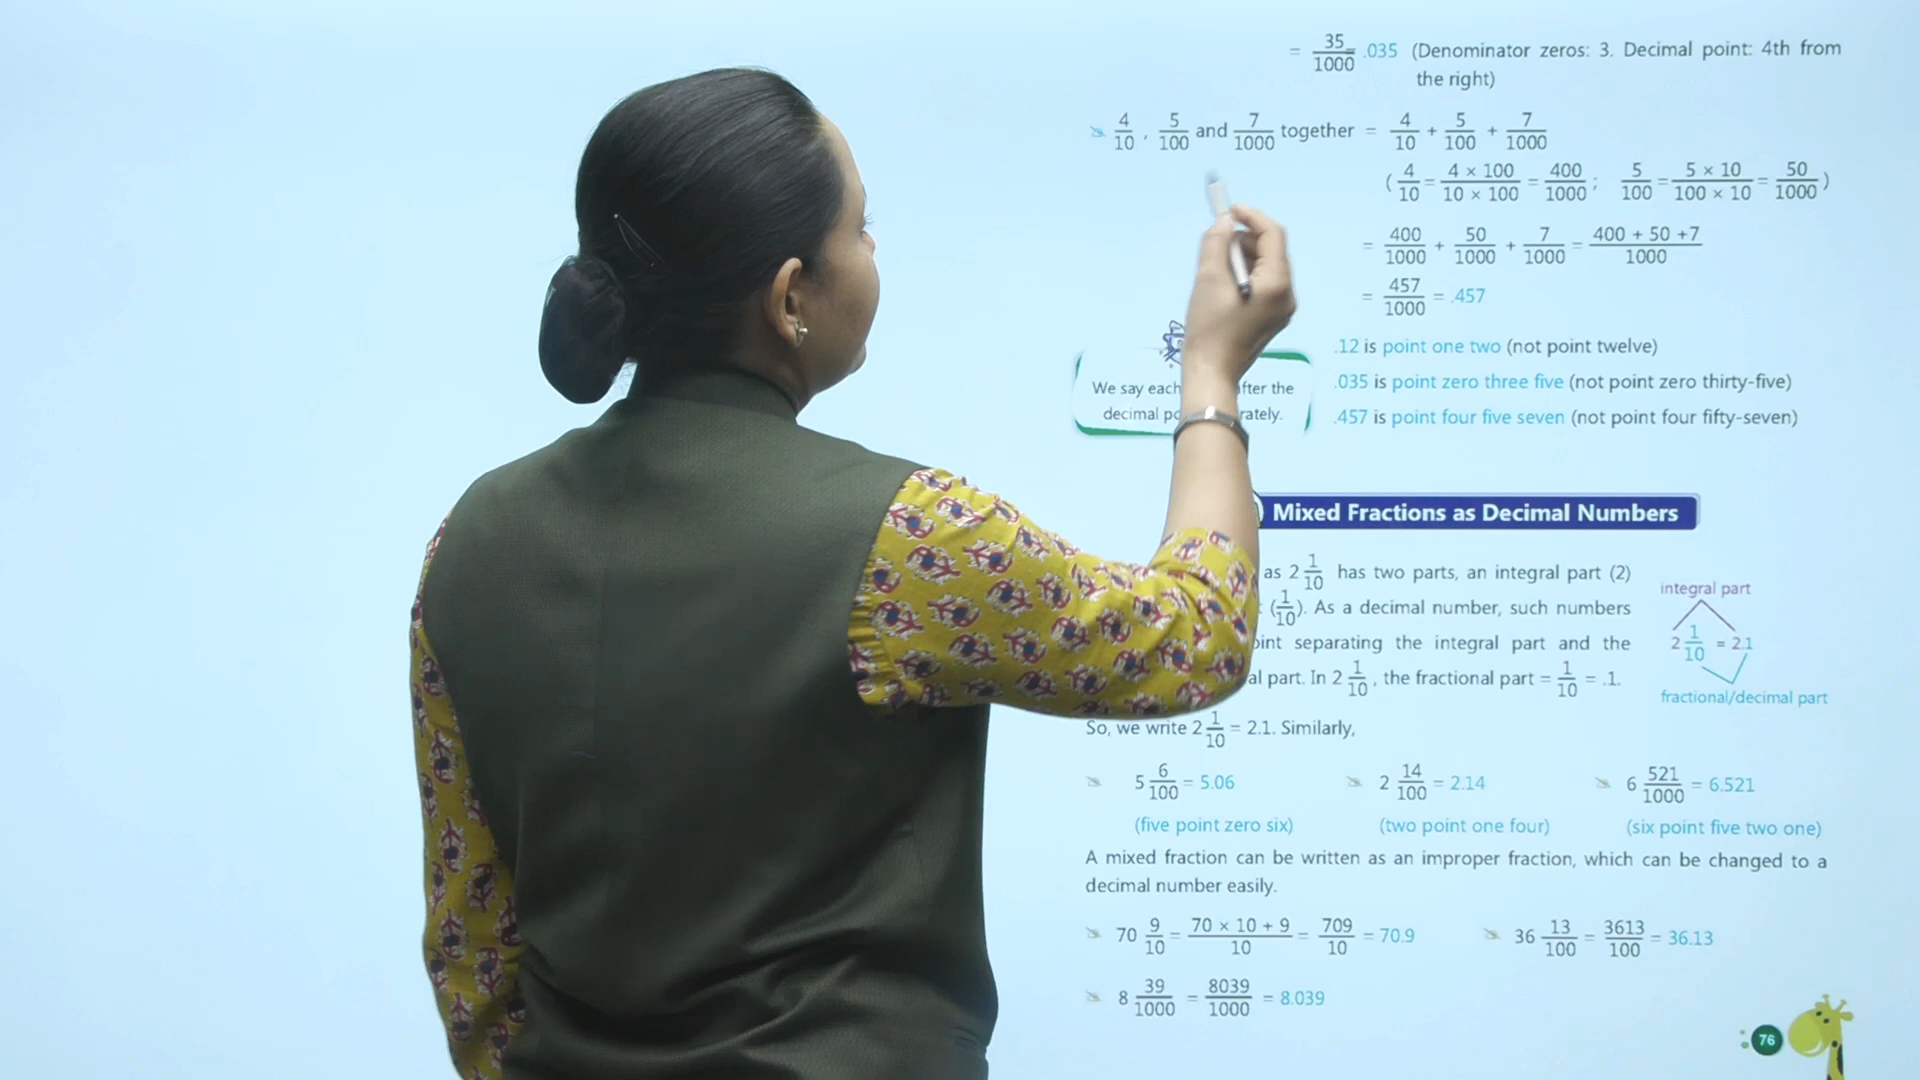 = 35/1000 = .035 (Denominator zeros: 3. Decimal point: 4th from
the right)
4/10 , 5/100 and 7/1000 together = 4/10 + 5/100 + 7/1000
( 4/10 = 4 × 100/10 × 100 = 400/1000 ; 5/100 = 5 × 10/100 × 10 = 50/1000 )
= 400/1000 + 50/1000 + 7/1000 = 400 + 50 +7/1000
= 457/1000 = .457
We say each fter the
decimal po rately.
.12 is point one two (not point twelve)
.035 is point zero three five (not point zero thirty-five)
.457 is point four five seven (not point four fifty-seven)
Mixed Fractions as Decimal Numbers
as 2 1/10 has two parts, an integral part (2)
(1/10). As a decimal number, such numbers
int separating the integral part and the
al part. In 2 1/10 , the fractional part = 1/10 = .1.
integral part
2 1/10 = 2.1
fractional/decimal part
So, we write 2 1/10 = 2.1. Similarly,
5 6/100 = 5.06 2 14/100 = 2.14 6 521/1000 = 6.521
(five point zero six) (two point one four) (six point five two one)
A mixed fraction can be written as an improper fraction, which can be changed to a
decimal number easily.
70 9/10 = 70 × 10 + 9/10 = 709/10 = 70.9 36 13/100 = 3613/100 = 36.13
8 39/1000 = 8039/1000 = 8.039
76